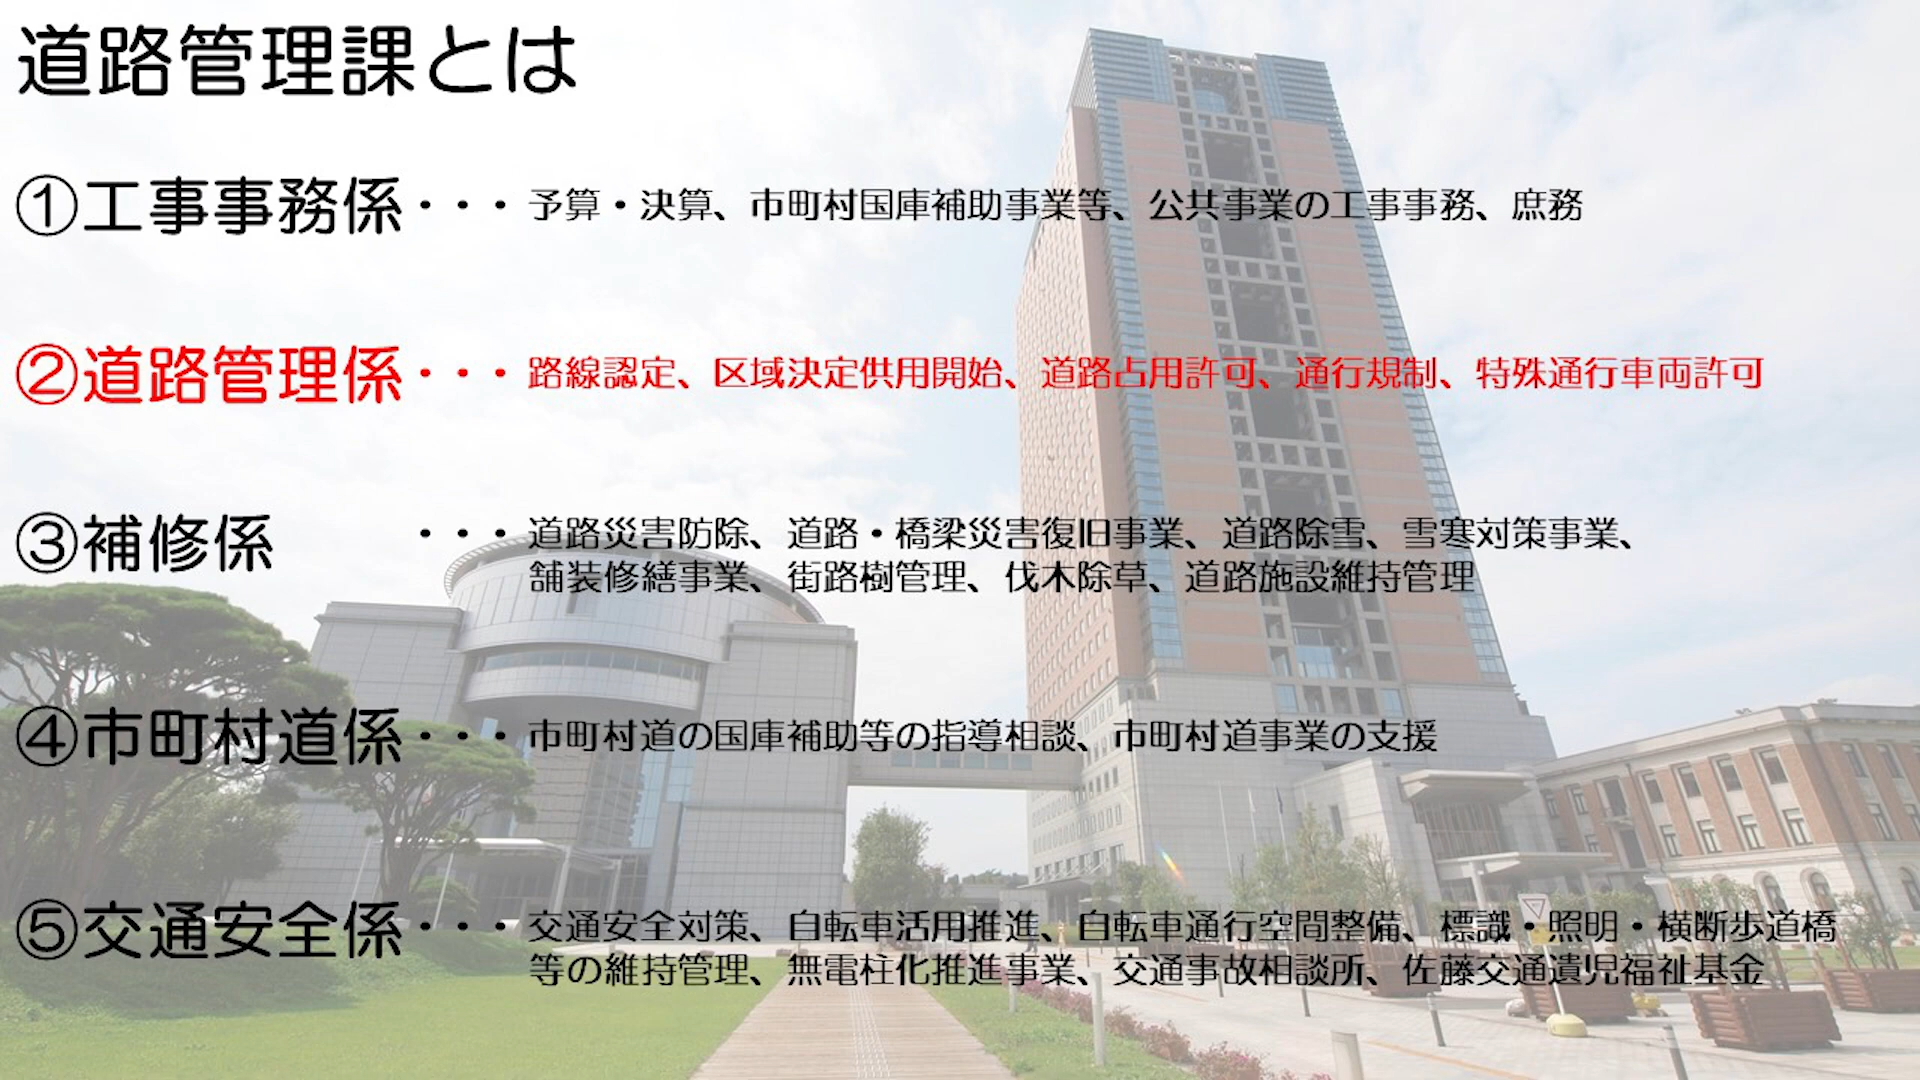 道路管理課とは
①工事事務係・・・予算・決算、市町村国庫補助事業等、公共事業の工事事務、庶務
②道路管理係・・・路線認定、区域決定供用開始、道路占用許可、通行規制、特殊通行車両許可
③補修係　　・・・道路災害防除、道路・橋梁災害復旧事業、道路除雪、雪寒対策事業、
舗装修繕事業、街路樹管理、伐木除草、道路施設維持管理
④市町村道係・・・市町村道の国庫補助等の指導相談、市町村道事業の支援
⑤交通安全係・・・交通安全対策、自転車活用推進、自転車通行空間整備、標識・照明・横断歩道橋
等の維持管理、無電柱化推進事業、交通事故相談所、佐藤交通遺児福祉基金